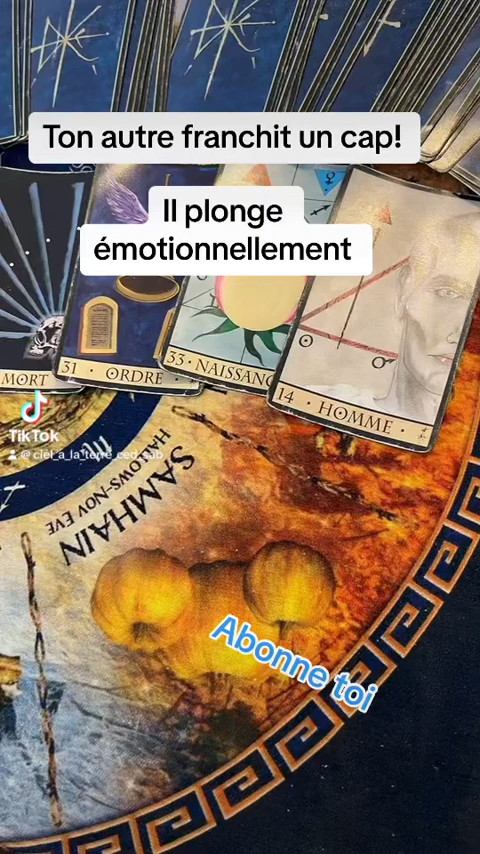 Ton autre franchit un cap!
Il plonge
émotionnellement
MORT
31 · ORDRE
33 · NAISSANC
14 · HOMME ·
TikTok
@ciel_a_la_terre_ced_sab
SAMHAIN
HALLOWS-NOV EVE
Abonne toi